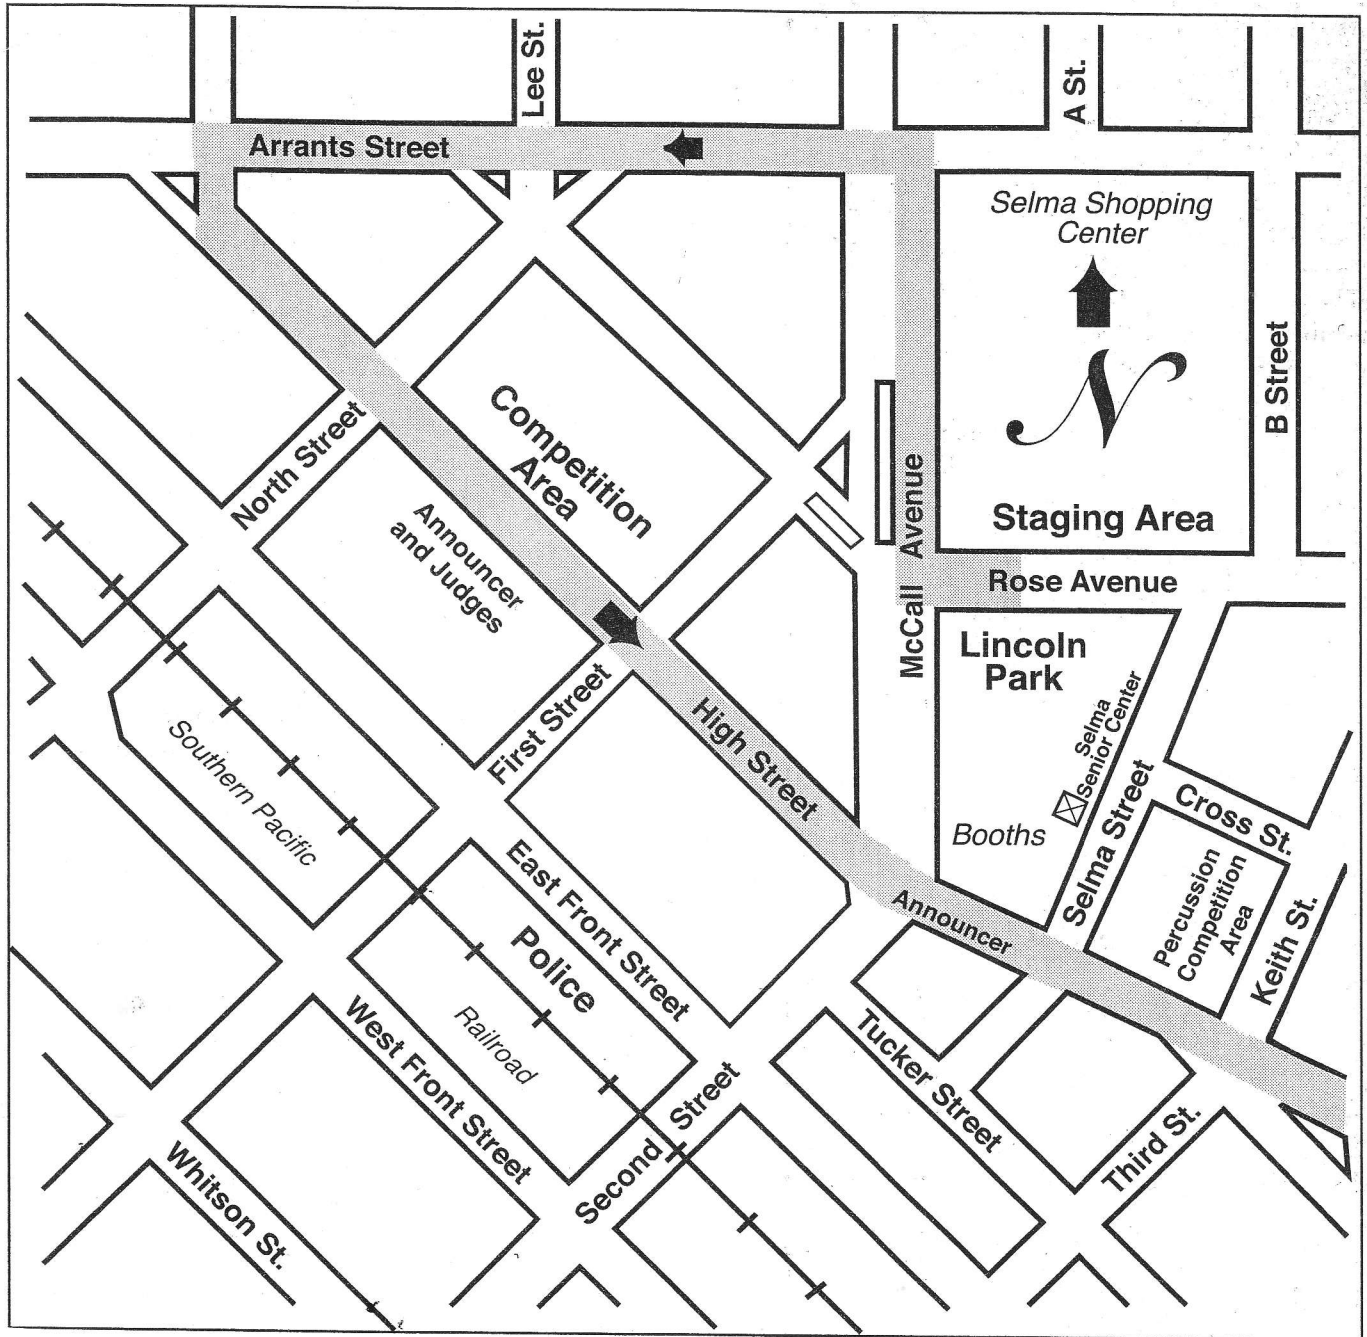 Lee St.
A St.
Arrants Street
Selma Shopping
Center
N
B Street
Competition
Area
North Street
Announcer
and Judges
Staging Area
McCall Avenue
Rose Avenue
Lincoln
Park
Selma
Senior Center
First Street
High Street
Southern Pacific
Booths
Selma Street
Cross St.
Percussion
Competition
Area
Keith St.
Announcer
East Front Street
Police
Railroad
West Front Street
Second Street
Tucker Street
Third St.
Whitson St.